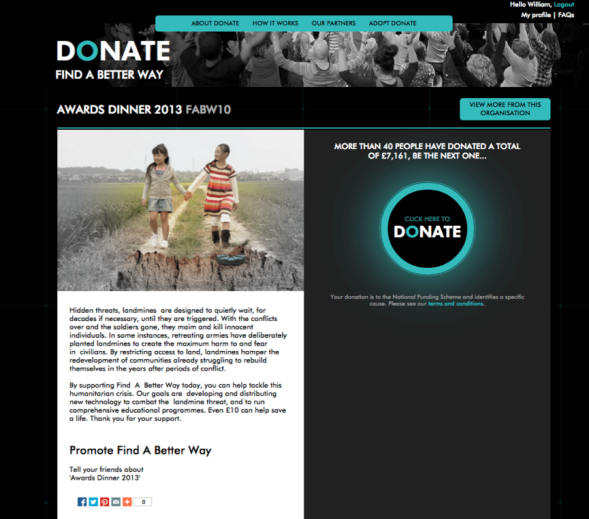 Hello William, Logout
My profile | FAQs
ABOUT DONATE HOW IT WORKS OUR PARTNERS ADOPT DONATE
DONATE
FIND A BETTER WAY
AWARDS DINNER 2013 FABW10
VIEW MORE FROM THIS
ORGANISATION
MORE THAN 40 PEOPLE HAVE DONATED A TOTAL
OF £7,161, BE THE NEXT ONE...
CLICK HERE TO
DONATE
Your donation is to the National Funding Scheme and identifies a specific
cause. Please see our terms and conditions.
Hidden threats, landmines are designed to quietly wait, for
decades if necessary, until they are triggered. With the conflicts
over and the soldiers gone, they maim and kill innocent
individuals. In some instances, retreating armies have deliberately
planted landmines to create the maximum harm to and fear
in civilians. By restricting access to land, landmines hamper the
redevelopment of communities already struggling to rebuild
themselves in the years after periods of conflict.
By supporting Find A Better Way today, you can help tackle this
humanitarian crisis. Our goals are developing and distributing
new technology to combat the landmine threat, and to run
comprehensive educational programmes. Even £10 can help save
a life. Thank you for your support.
Promote Find A Better Way
Tell your friends about
'Awards Dinner 2013'
0